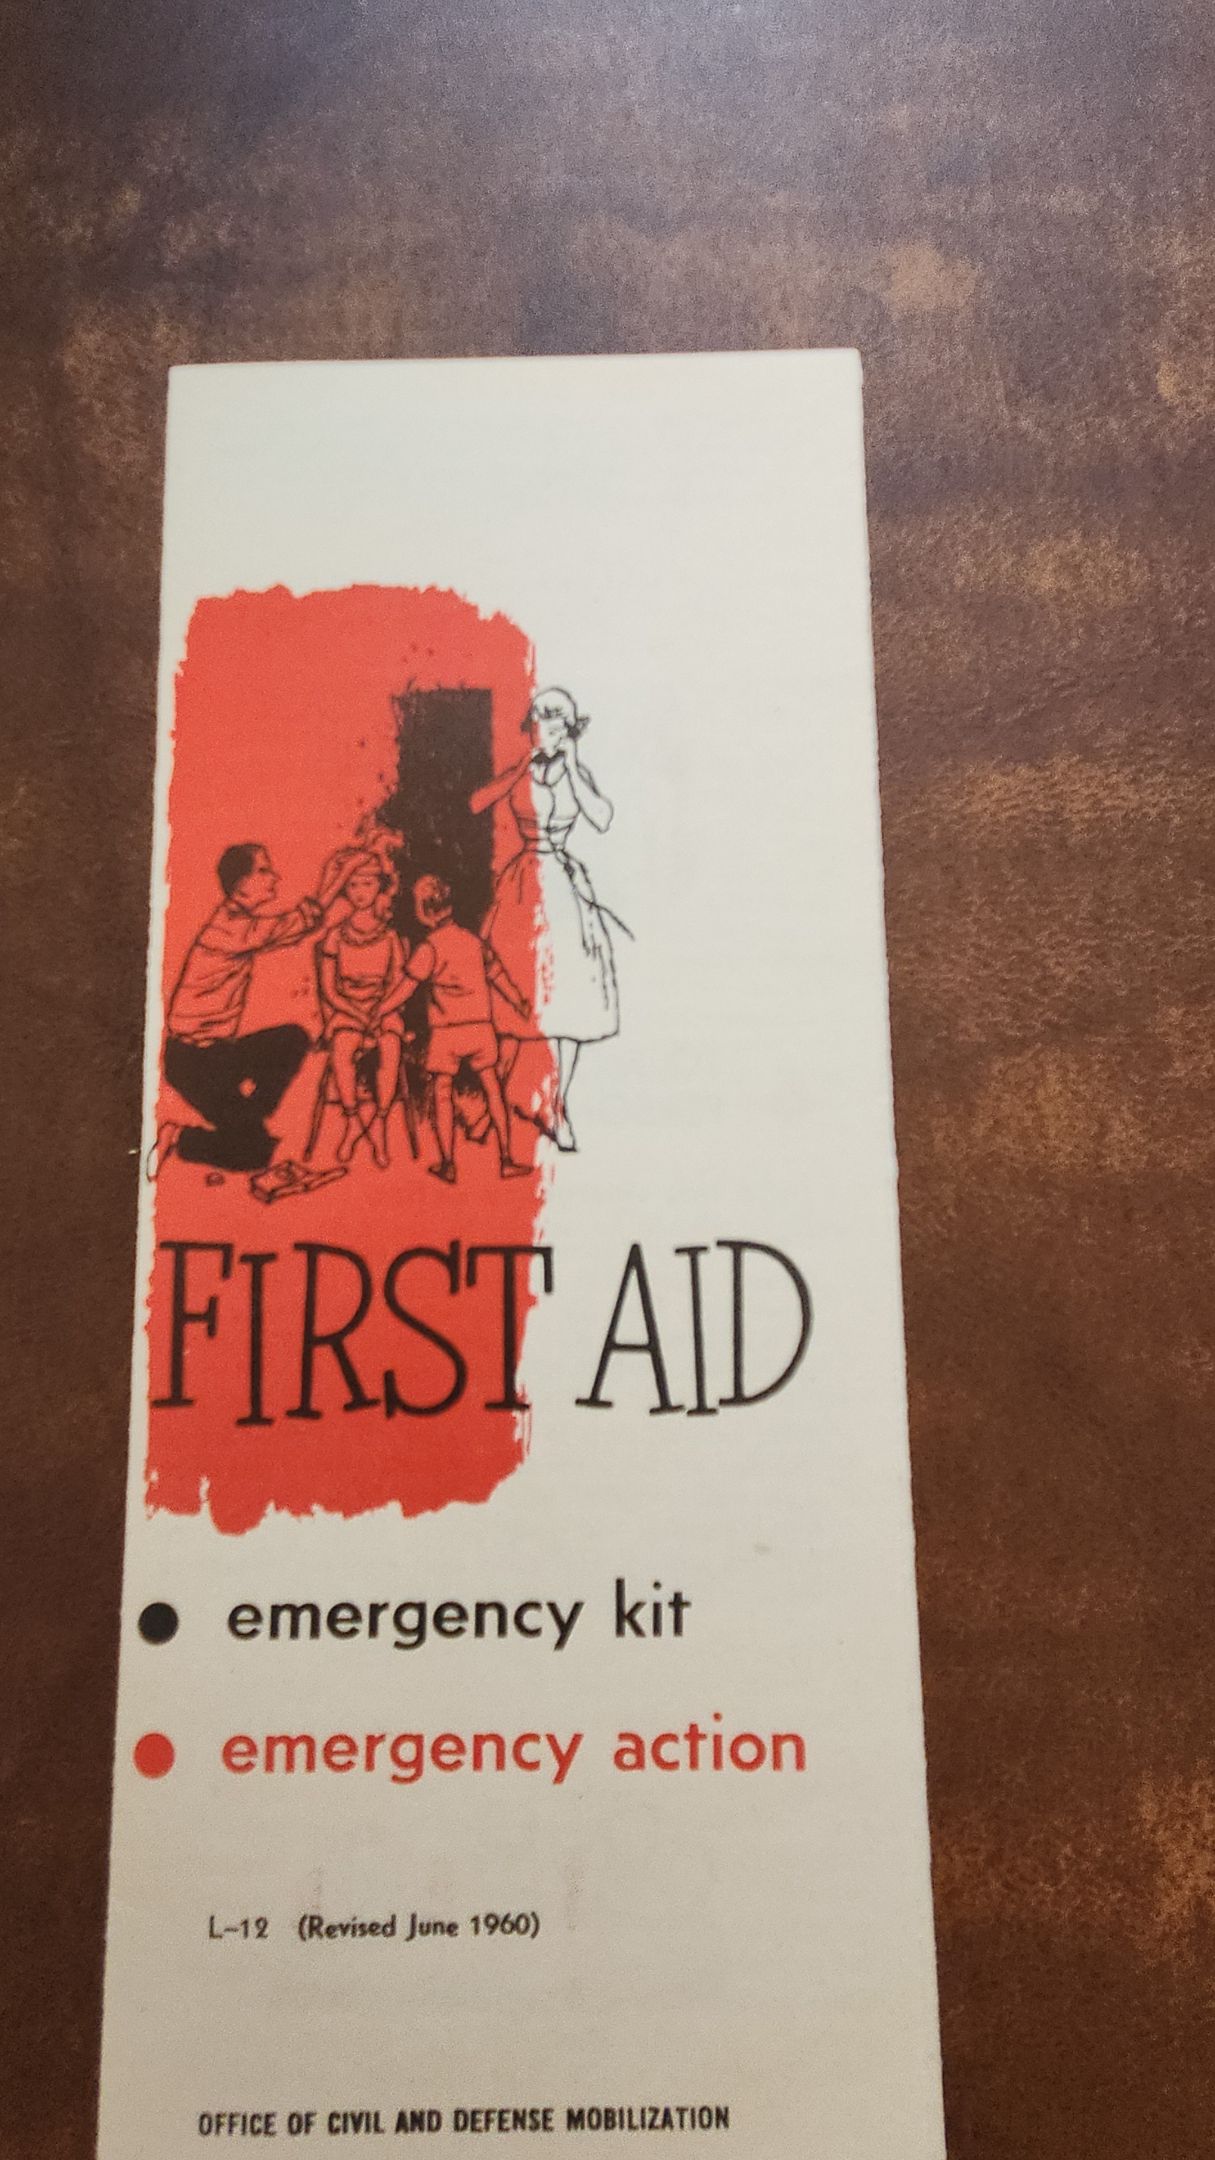 FIRST AID
● emergency kit
● emergency action
L-12 (Revised June 1960)
OFFICE OF CIVIL AND DEFENSE MOBILIZATION